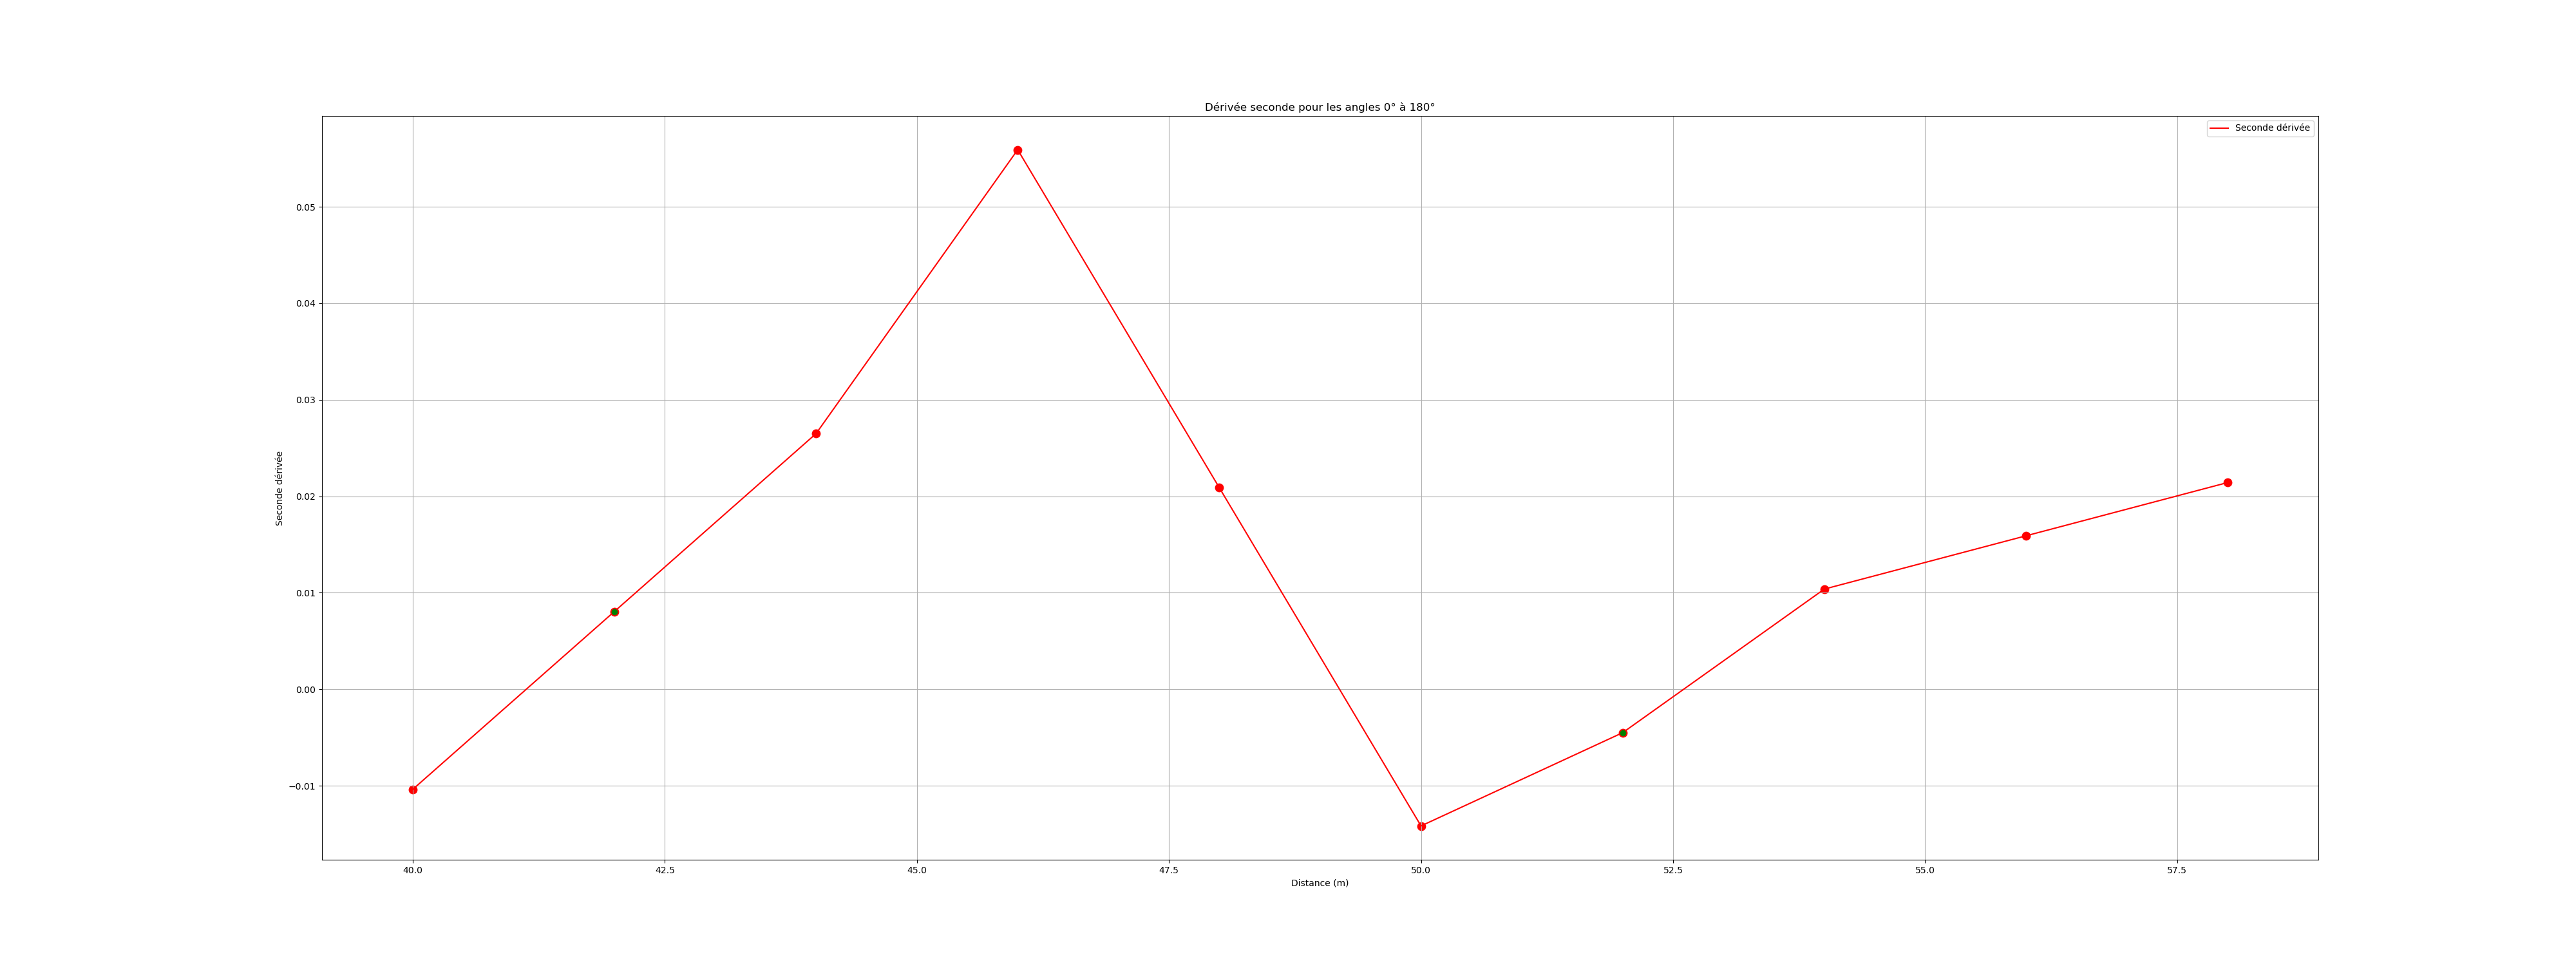 Dérivée seconde pour les angles 0° à 180°
Seconde dérivée
0.05
0.04
0.03
0.02
0.01
0.00
−0.01
Seconde dérivée
40.0 42.5 45.0 47.5 50.0 52.5 55.0 57.5
Distance (m)